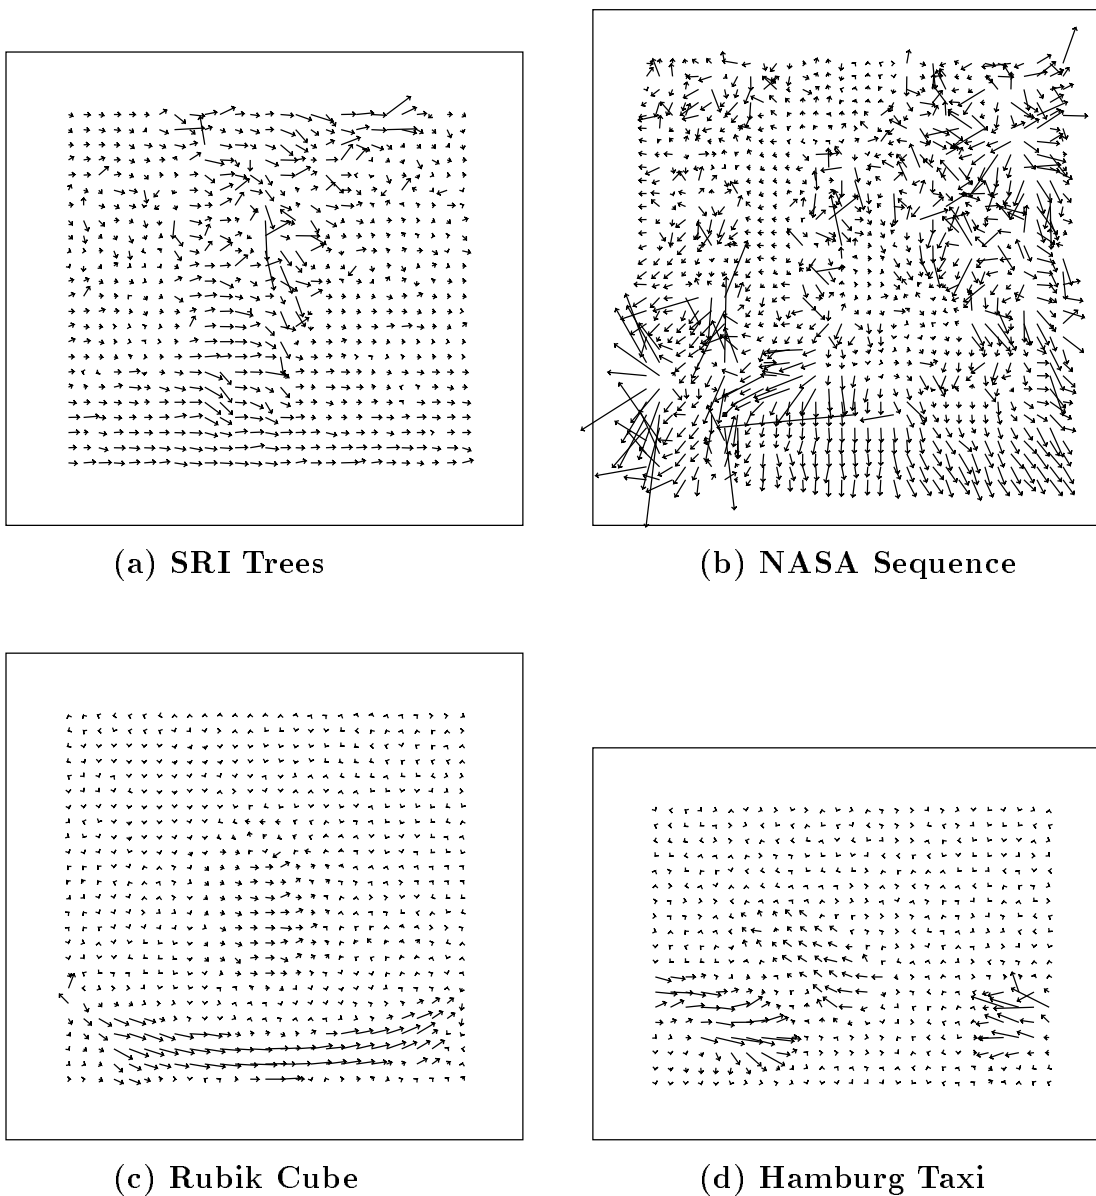 (a) SRI Trees
(b) NASA Sequence
(c) Rubik Cube
(d) Hamburg Taxi